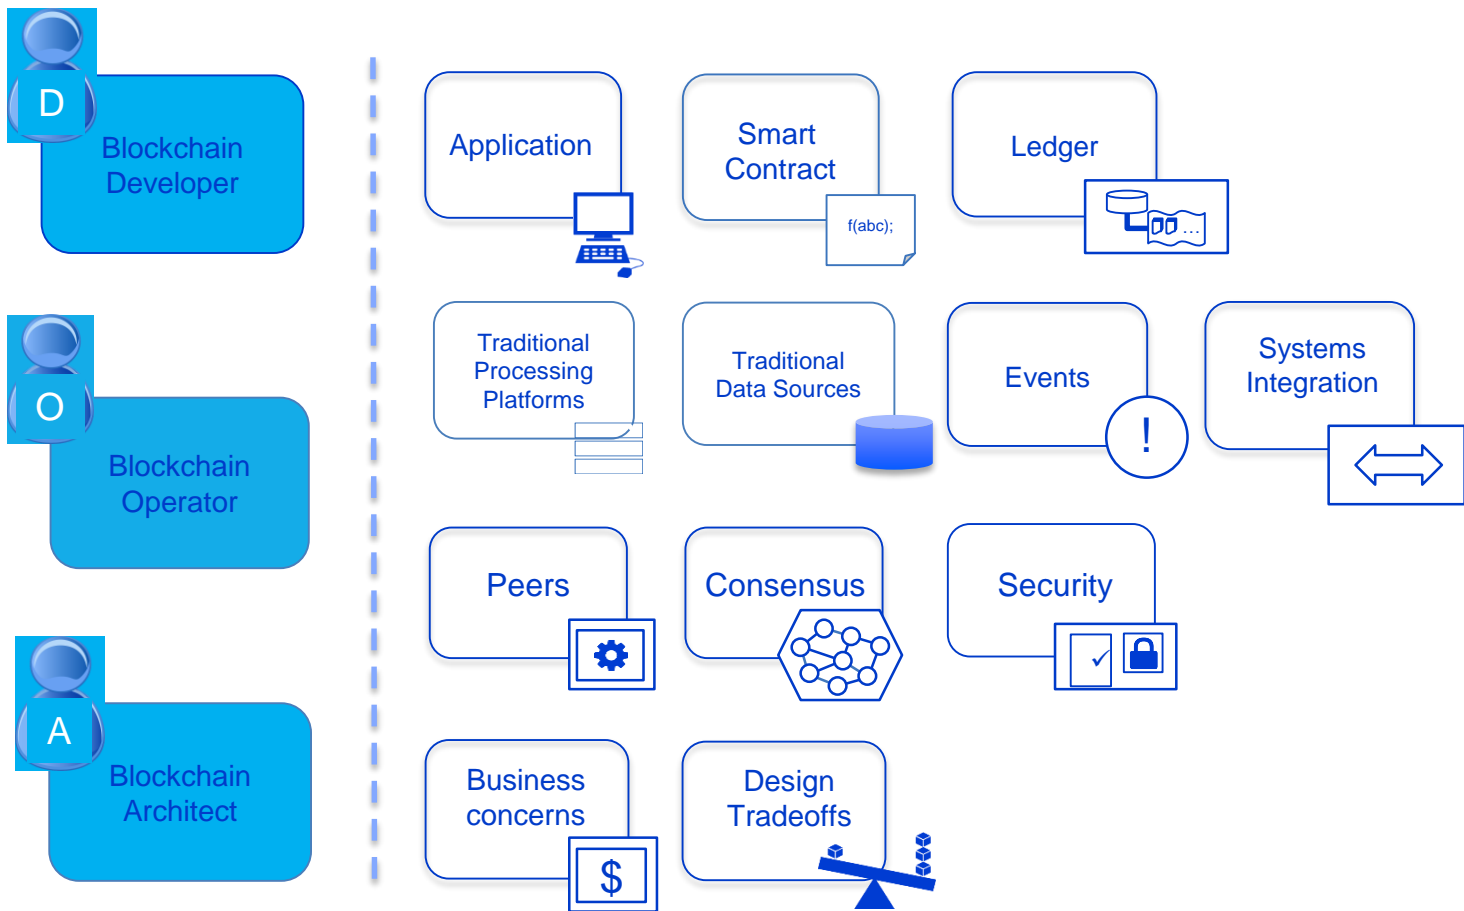 D
Blockchain
Developer
Application
Smart
Contract
f(abc);
Ledger
...
O
Blockchain
Operator
Traditional
Processing
Platforms
Traditional
Data Sources
Events
!
Systems
Integration
Peers
Consensus
Security
✓
A
Blockchain
Architect
Business
concerns
$
Design
Tradeoffs